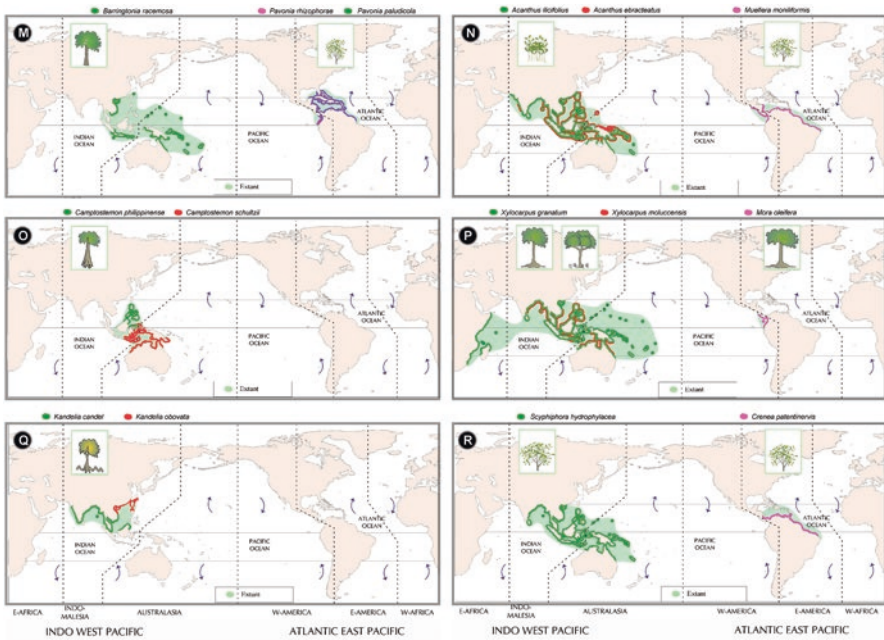 Barringtonia racemosa Pavonia rhizophorae Pavonia paludicola
M
INDIAN OCEAN
PACIFIC OCEAN
ATLANTIC OCEAN
Extant
Acanthus ilicifolius Acanthus ebracteatus Muellera moniliformis
N
INDIAN OCEAN
PACIFIC OCEAN
ATLANTIC OCEAN
Extant
Camptostemon philippinense Camptostemon schultzii
O
INDIAN OCEAN
PACIFIC OCEAN
ATLANTIC OCEAN
Extant
Xylocarpus granatum Xylocarpus moluccensis Mora oleifera
P
INDIAN OCEAN
PACIFIC OCEAN
ATLANTIC OCEAN
Extant
Kandelia candel Kandelia obovata
Q
INDIAN OCEAN
PACIFIC OCEAN
ATLANTIC OCEAN
Extant
Scyphiphora hydrophylacea Crenea patentinervis
R
INDIAN OCEAN
PACIFIC OCEAN
ATLANTIC OCEAN
Extant
E-AFRICA INDO-MALESIA AUSTRALASIA W-AMERICA E-AMERICA W-AFRICA
INDO WEST PACIFIC ATLANTIC EAST PACIFIC
E-AFRICA INDO-MALESIA AUSTRALASIA W-AMERICA E-AMERICA W-AFRICA
INDO WEST PACIFIC ATLANTIC EAST PACIFIC